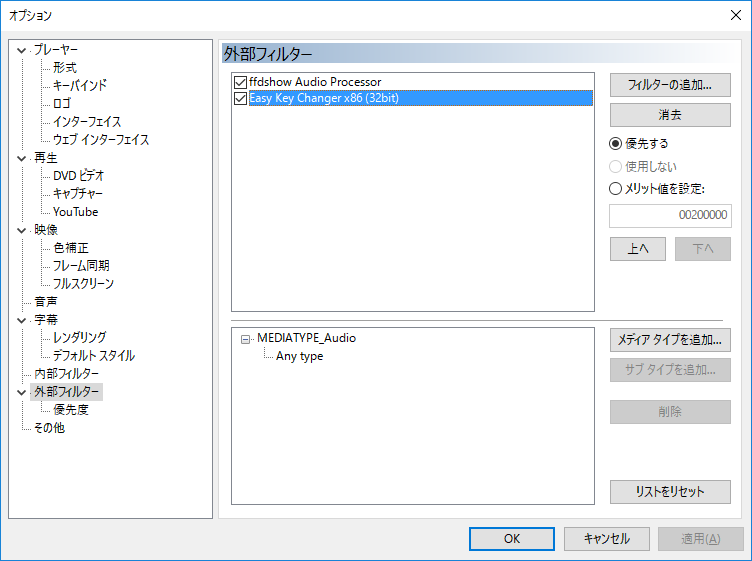 オプション
プレーヤー
形式
キーバインド
ロゴ
インターフェイス
ウェブ インターフェイス
再生
DVD ビデオ
キャプチャー
YouTube
映像
色補正
フレーム同期
フルスクリーン
音声
字幕
レンダリング
デフォルト スタイル
内部フィルター
外部フィルター
優先度
その他
外部フィルター
ffdshow Audio Processor
Easy Key Changer x86 (32bit)
フィルターの追加...
消去
優先する
使用しない
メリット値を設定:
00200000
上へ
下へ
MEDIATYPE_Audio
Any type
メディア タイプを追加...
サブ タイプを追加...
削除
リストをリセット
OK
キャンセル
適用(A)